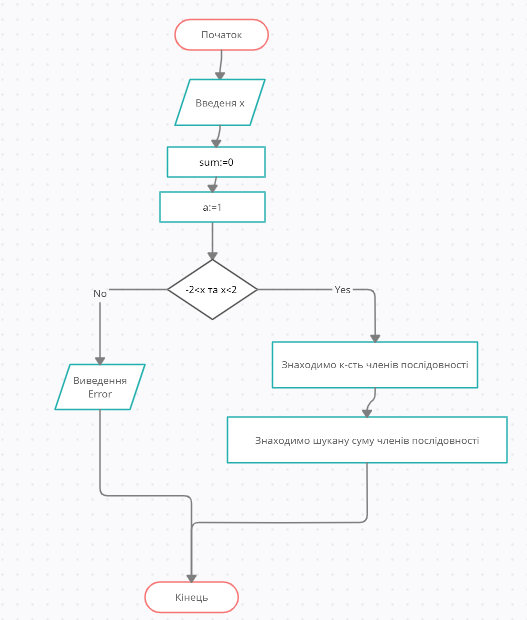 Початок
Введеня x
sum:=0
a:=1
-2<x та x<2
No
Yes
Знаходимо к-сть членів послідовності
Виведення
Error
Знаходимо шукану суму членів послідовності
Кінець